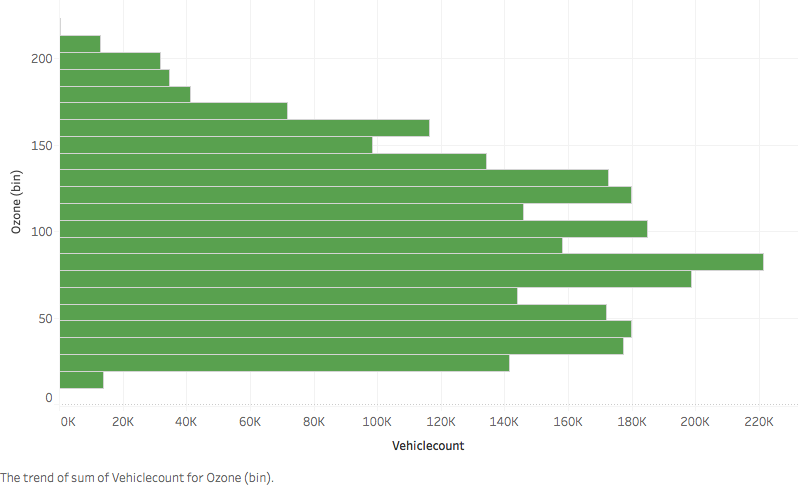 200
150
100
50
0
Ozone (bin)
0K 20K 40K 60K 80K 100K 120K 140K 160K 180K 200K 220K
Vehiclecount
The trend of sum of Vehiclecount for Ozone (bin).